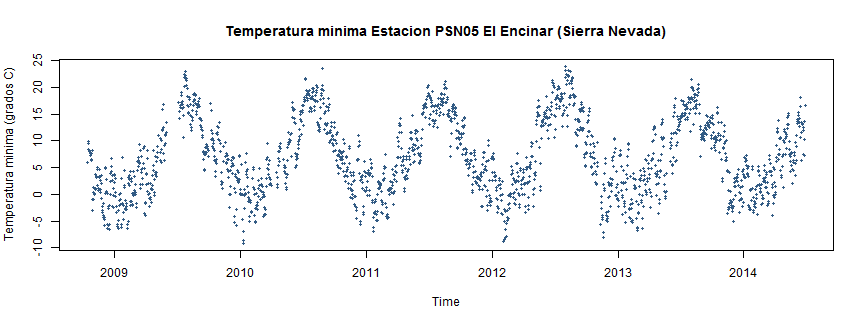 Temperatura minima Estacion PSN05 El Encinar (Sierra Nevada)
Temperatura minima (grados C)
25
20
15
10
5
0
-5
-10
2009 2010 2011 2012 2013 2014
Time